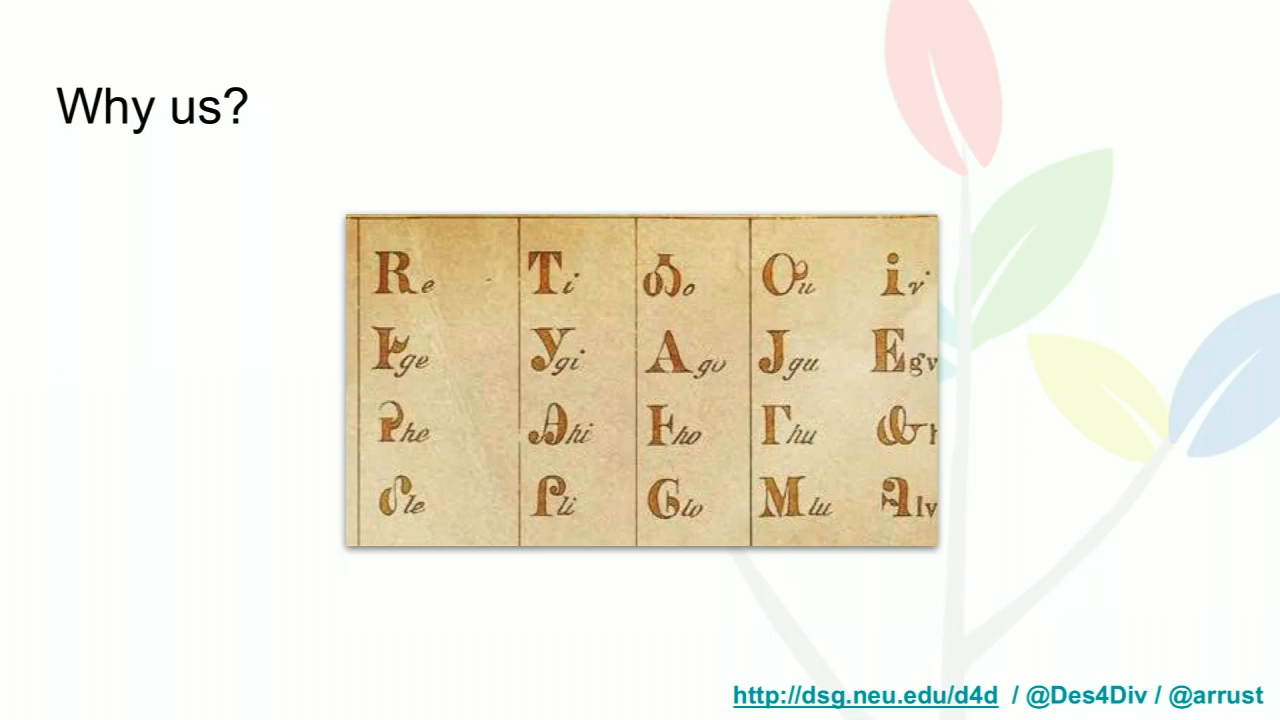 Why us?
Ꭱe Ꭲi Ꭳo Ꭴu Ꭵv
Ꭸge Ꭹgi Ꭺgo Ꭻgu Ꭼgv
Ꭾhe Ꭿhi Ꮀho Ꮁhu Ꮂh
Ꮄle Ꮅli Ꮆlo Ꮇlu Ꮈlv
http://dsg.neu.edu/d4d / @Des4Div / @arrust